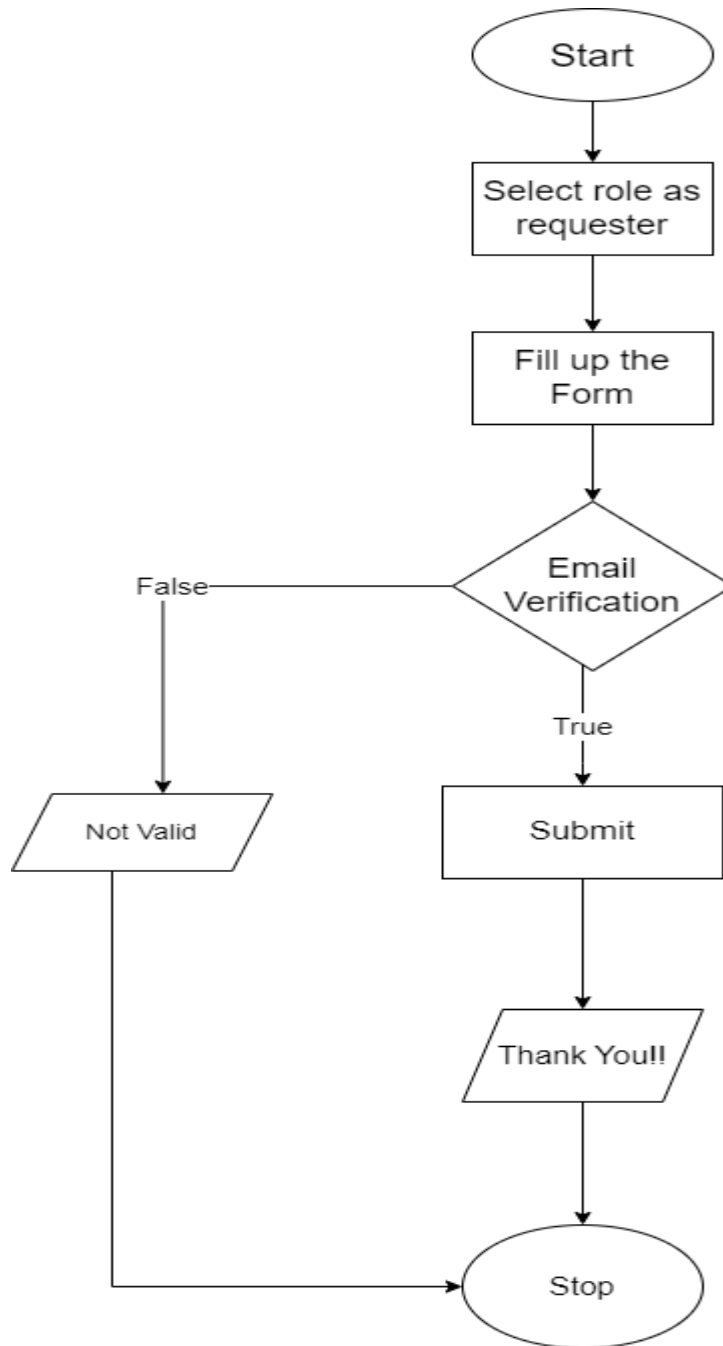 Start
Select role as
requester
Fill up the
Form
Email
Verification
False
True
Not Valid
Submit
Thank You!!
Stop